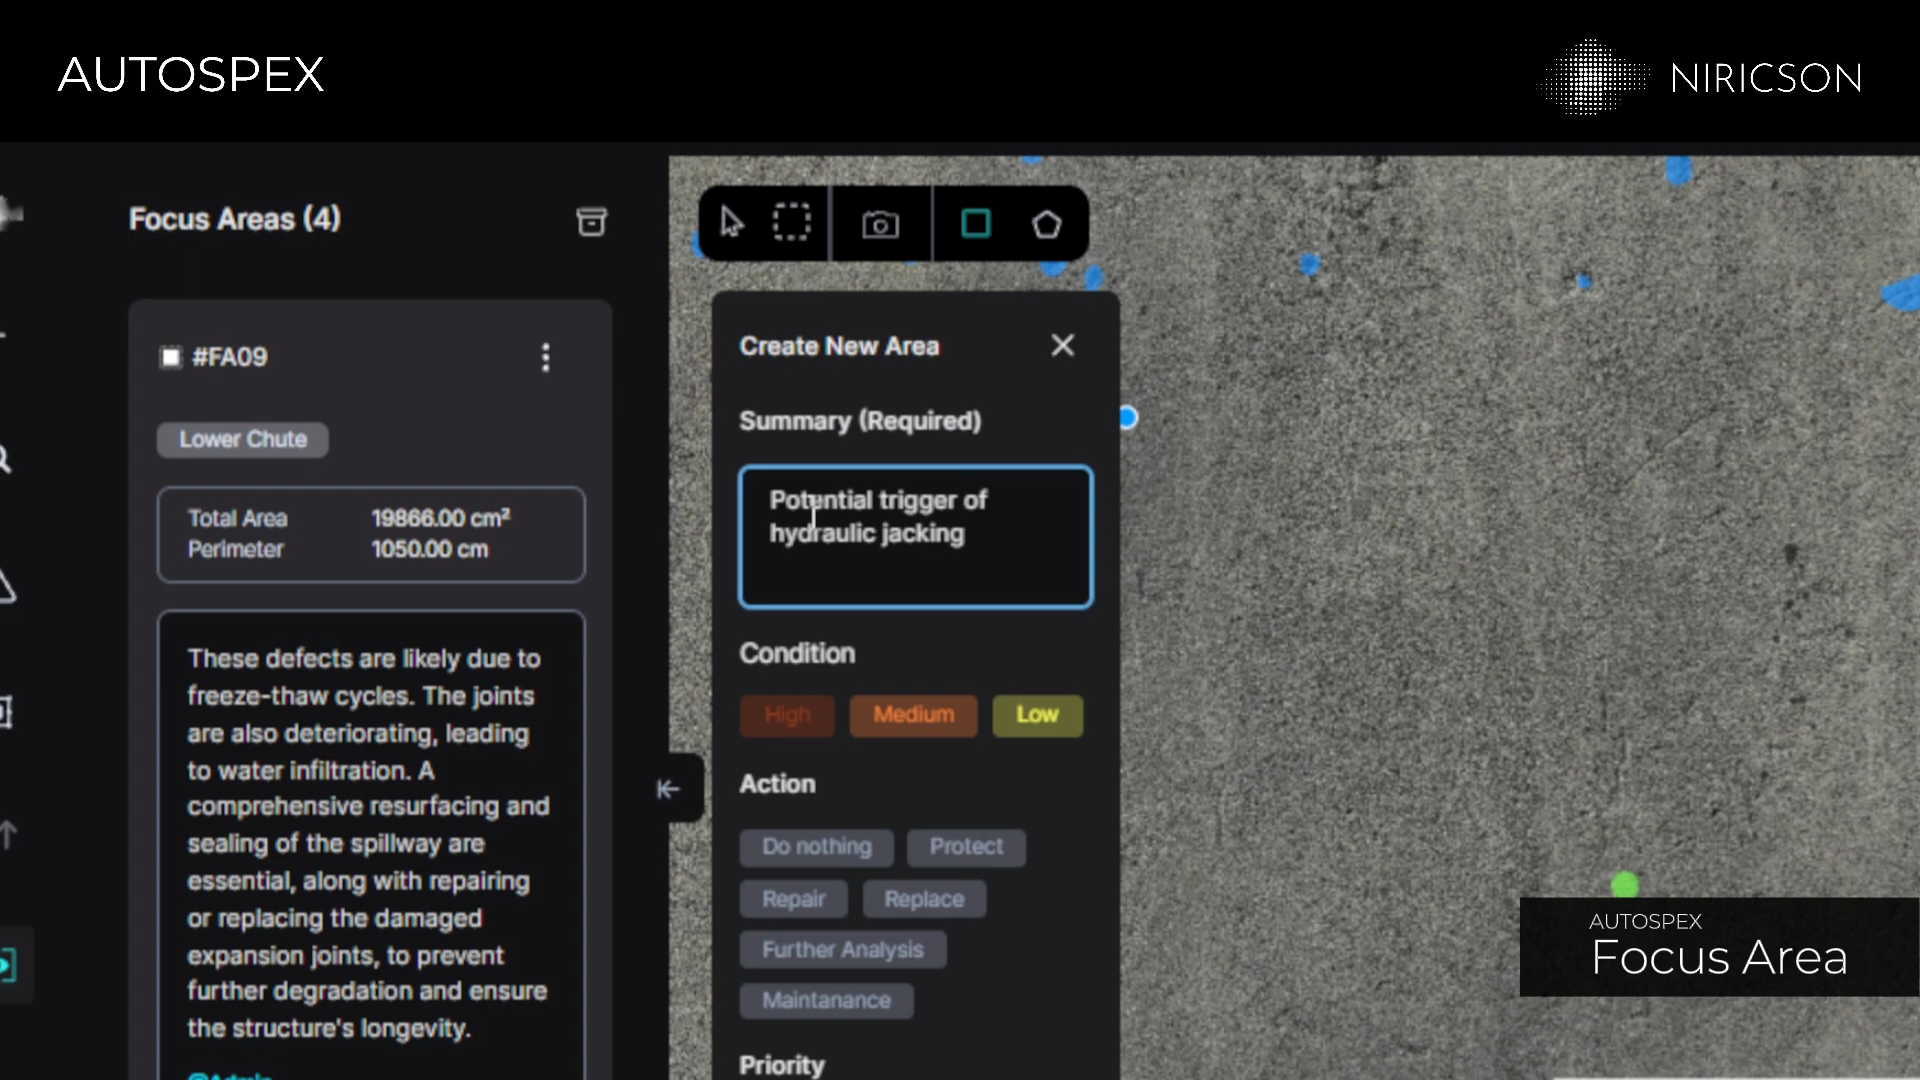 AUTOSPEX
NIRICSON
Focus Areas (4)
#FA09
Lower Chute
Total Area 19866.00 cm²
Perimeter 1050.00 cm
These defects are likely due to
freeze-thaw cycles. The joints
are also deteriorating, leading
to water infiltration. A
comprehensive resurfacing and
sealing of the spillway are
essential, along with repairing
or replacing the damaged
expansion joints, to prevent
further degradation and ensure
the structure's longevity.
@Admin
Create New Area
Summary (Required)
Potential trigger of
hydraulic jacking
Condition
High Medium Low
Action
Do nothing Protect
Repair Replace
Further Analysis
Maintanance
Priority
AUTOSPEX
Focus Area